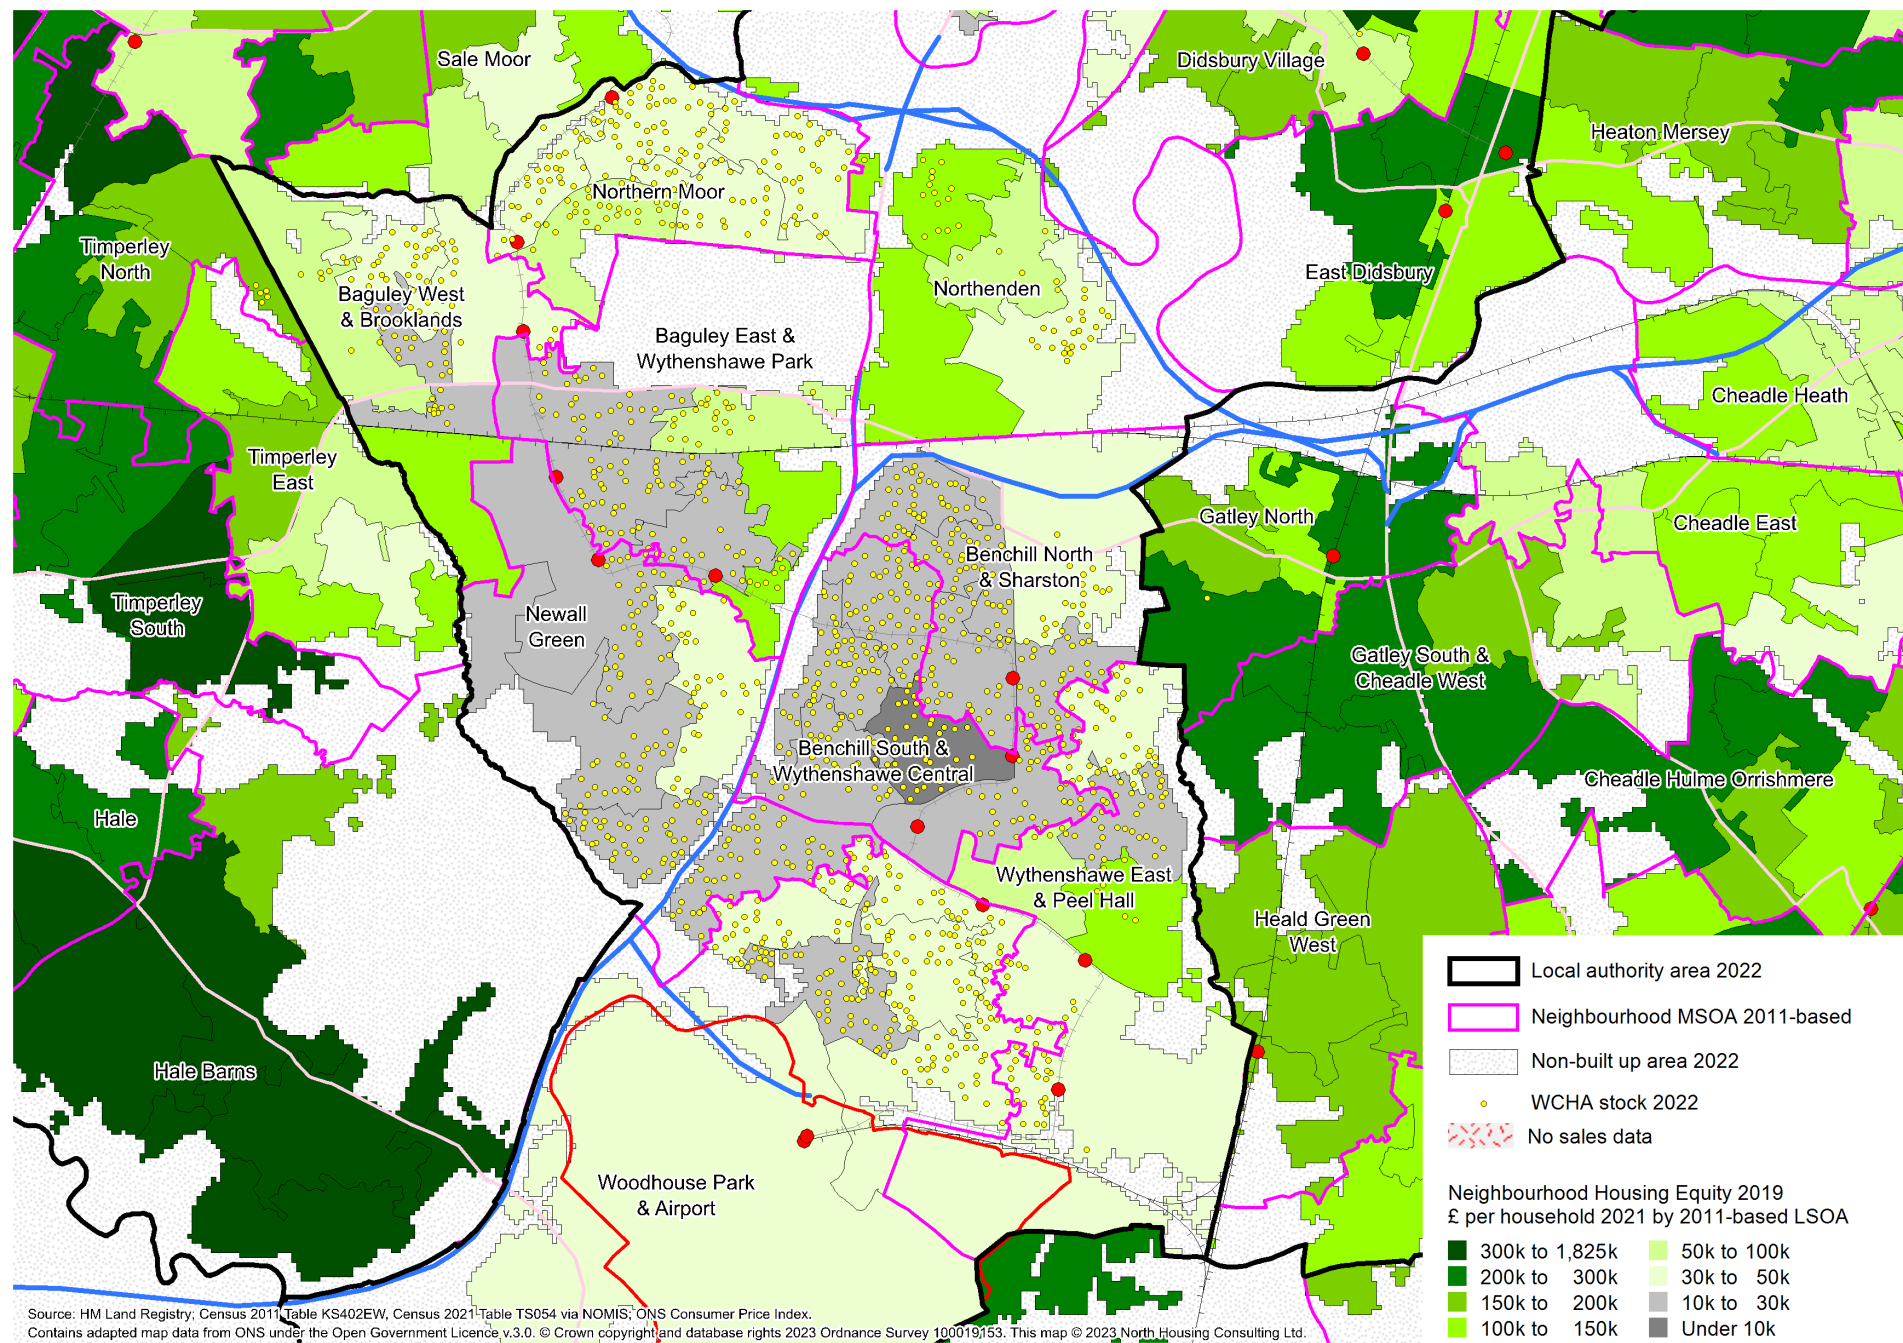 Sale Moor
Didsbury Village
Heaton Mersey
Northern Moor
Timperley
North
East Didsbury
Baguley West
& Brooklands
Northenden
Baguley East &
Wythenshawe Park
Cheadle Heath
Timperley
East
Gatley North
Cheadle East
Benchill North
& Sharston
Timperley
South
Newall
Green
Gatley South &
Cheadle West
Benchill South &
Wythenshawe Central
Cheadle Hulme Orrishmere
Hale
Wythenshawe East
& Peel Hall
Heald Green
West
Hale Barns
Woodhouse Park
& Airport
Local authority area 2022
Neighbourhood MSOA 2011-based
Non-built up area 2022
WCHA stock 2022
No sales data
Neighbourhood Housing Equity 2019
£ per household 2021 by 2011-based LSOA
300k to 1,825k
200k to 300k
150k to 200k
100k to 150k
50k to 100k
30k to 50k
10k to 30k
Under 10k
Source: HM Land Registry; Census 2011 Table KS402EW, Census 2021 Table TS054 via NOMIS; ONS Consumer Price Index.
Contains adapted map data from ONS under the Open Government Licence v.3.0. © Crown copyright and database rights 2023 Ordnance Survey 100019153. This map © 2023 North Housing Consulting Ltd.